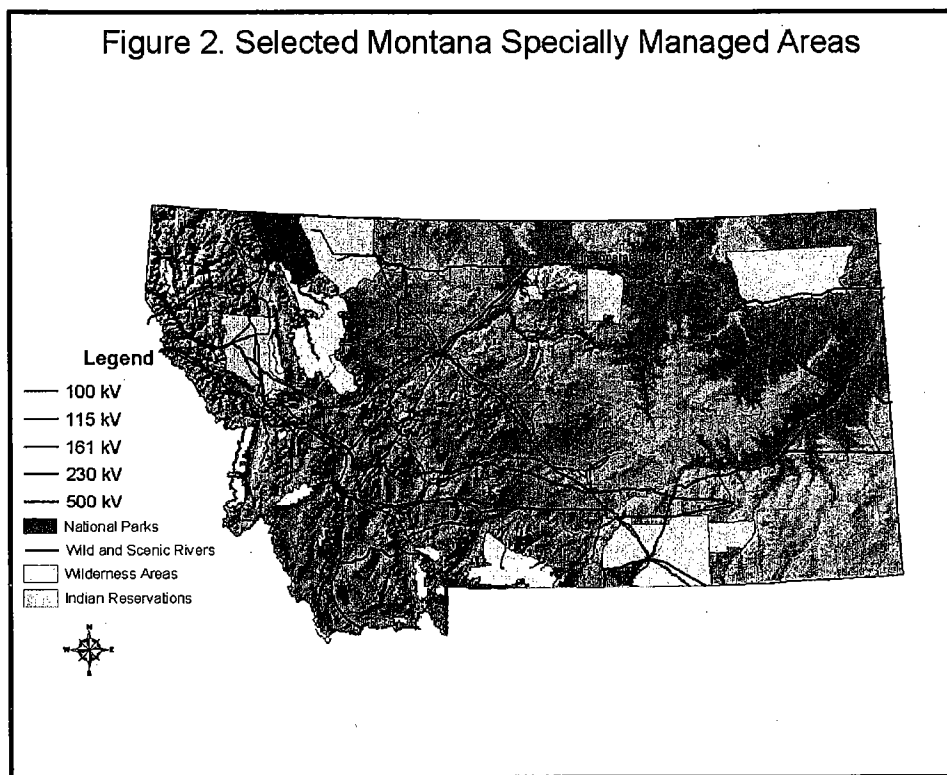 Figure 2. Selected Montana Specially Managed Areas
Legend
100 kV
115 kV
161 kV
230 kV
500 kV
National Parks
Wild and Scenic Rivers
Wilderness Areas
Indian Reservations
N
W
E
S